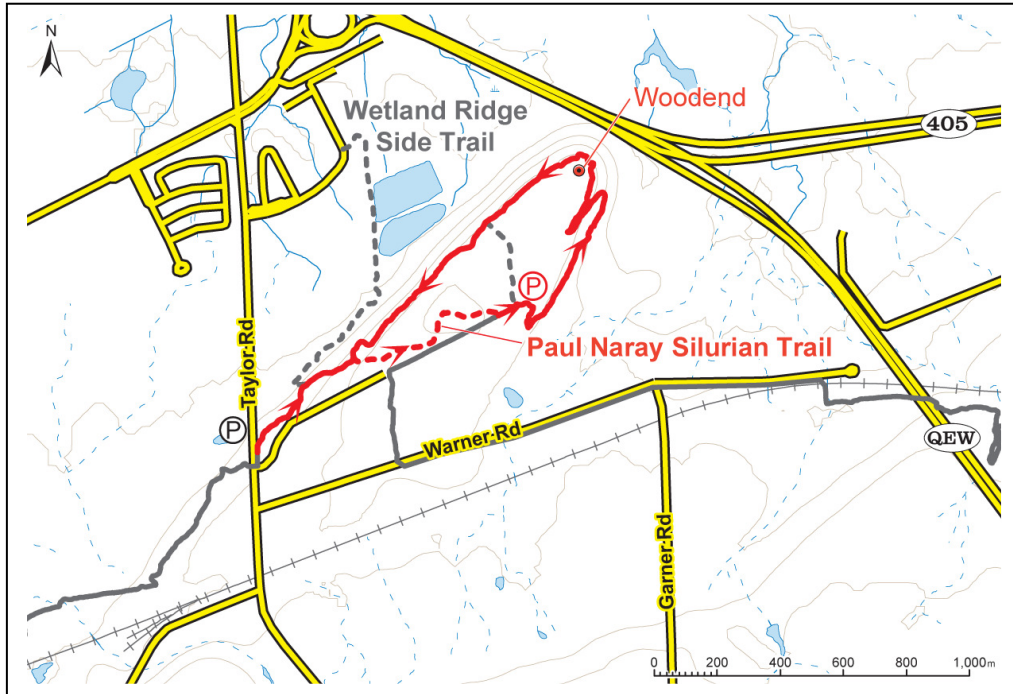 N
Woodend
Wetland Ridge
Side Trail
405
P
Paul Naray Silurian Trail
Taylor Rd
P
Warner Rd
QEW
Garner Rd
0 200 400 600 800 1,000m